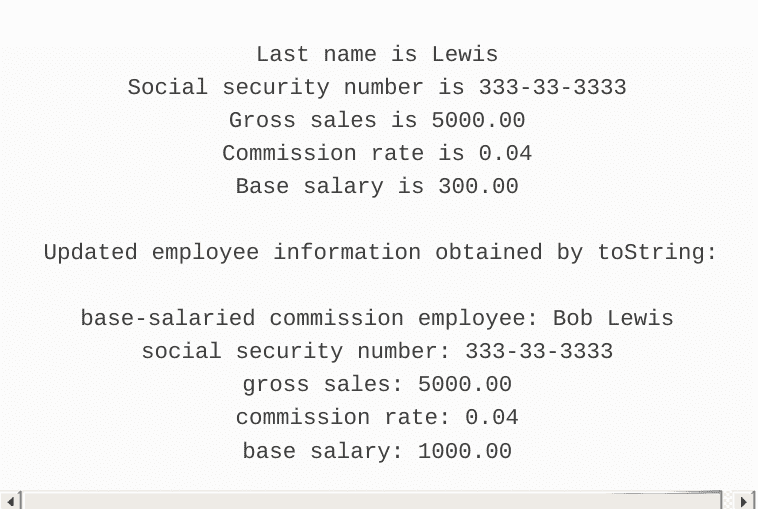 Last name is Lewis
Social security number is 333-33-3333
Gross sales is 5000.00
Commission rate is 0.04
Base salary is 300.00
Updated employee information obtained by toString:
base-salaried commission employee: Bob Lewis
social security number: 333-33-3333
gross sales: 5000.00
commission rate: 0.04
base salary: 1000.00